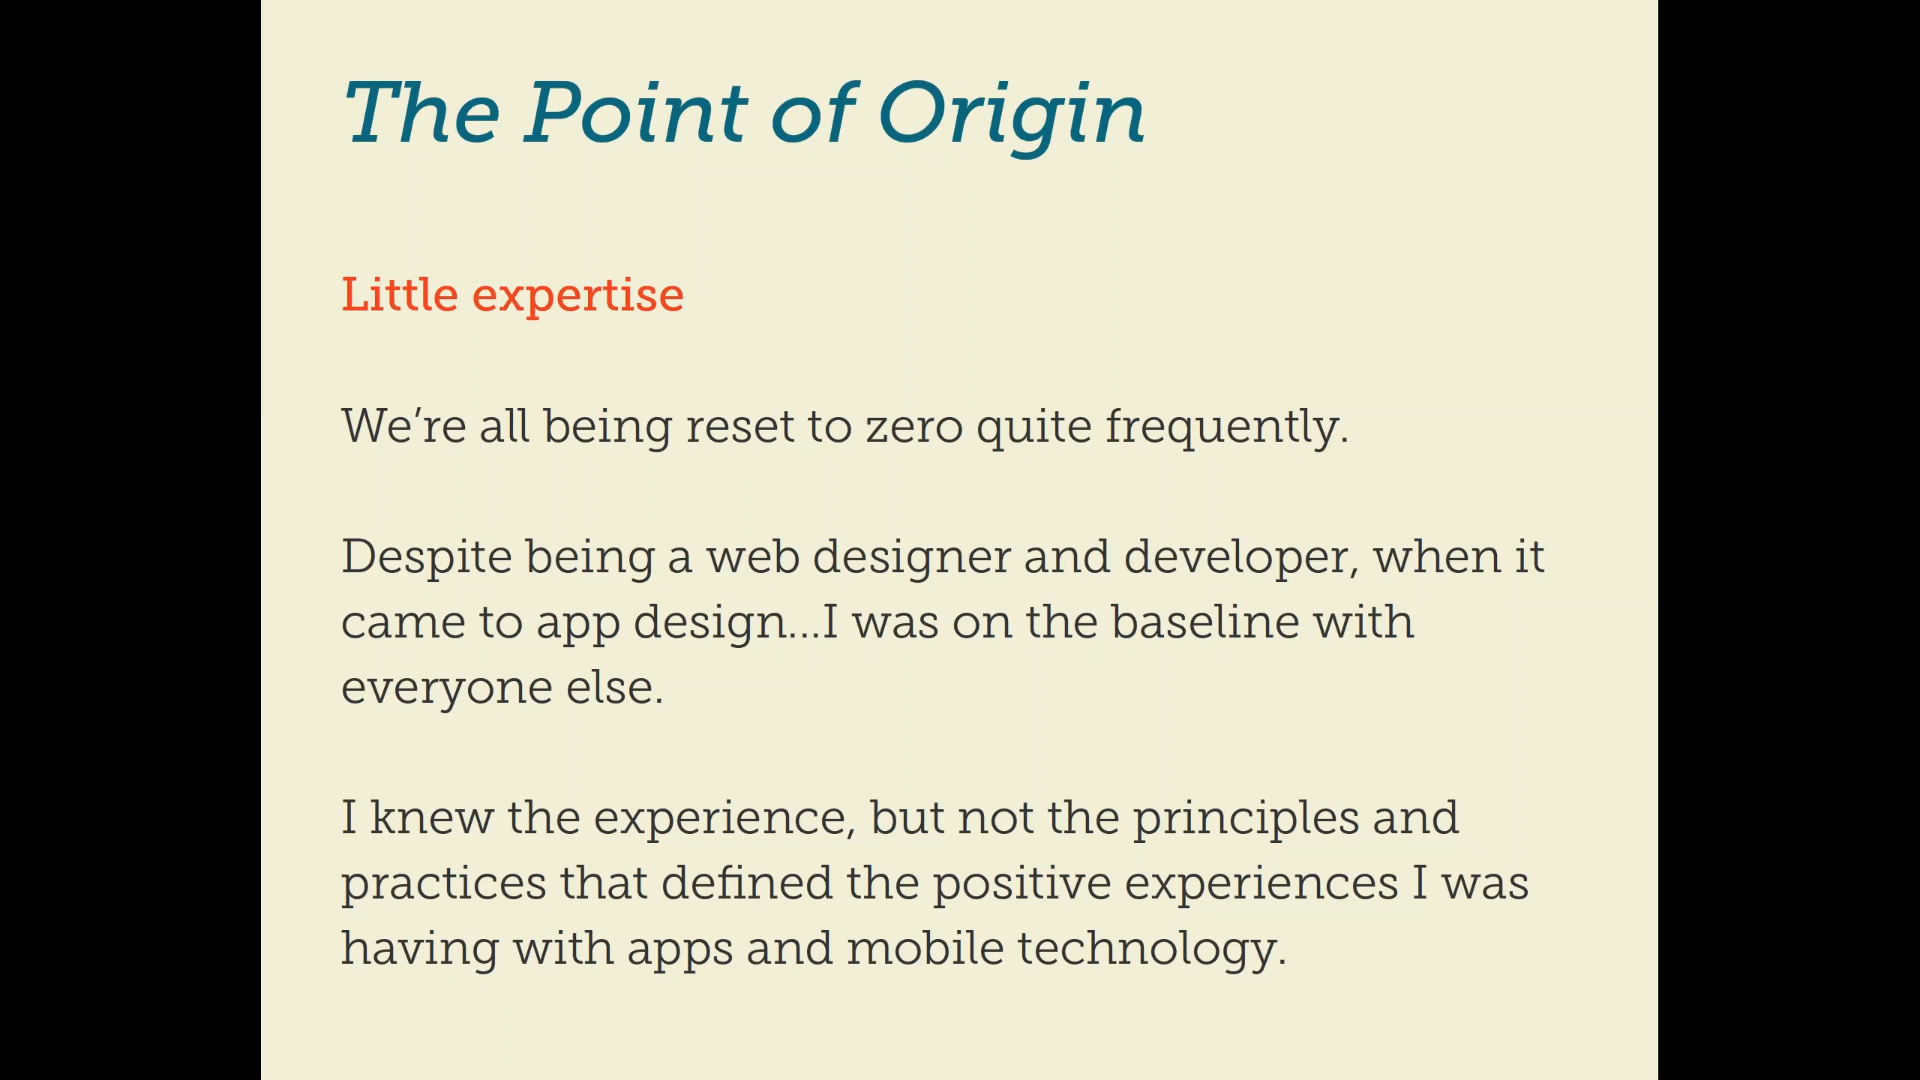 The Point of Origin
Little expertise
We’re all being reset to zero quite frequently.
Despite being a web designer and developer, when it
came to app design...I was on the baseline with
everyone else.
I knew the experience, but not the principles and
practices that defined the positive experiences I was
having with apps and mobile technology.